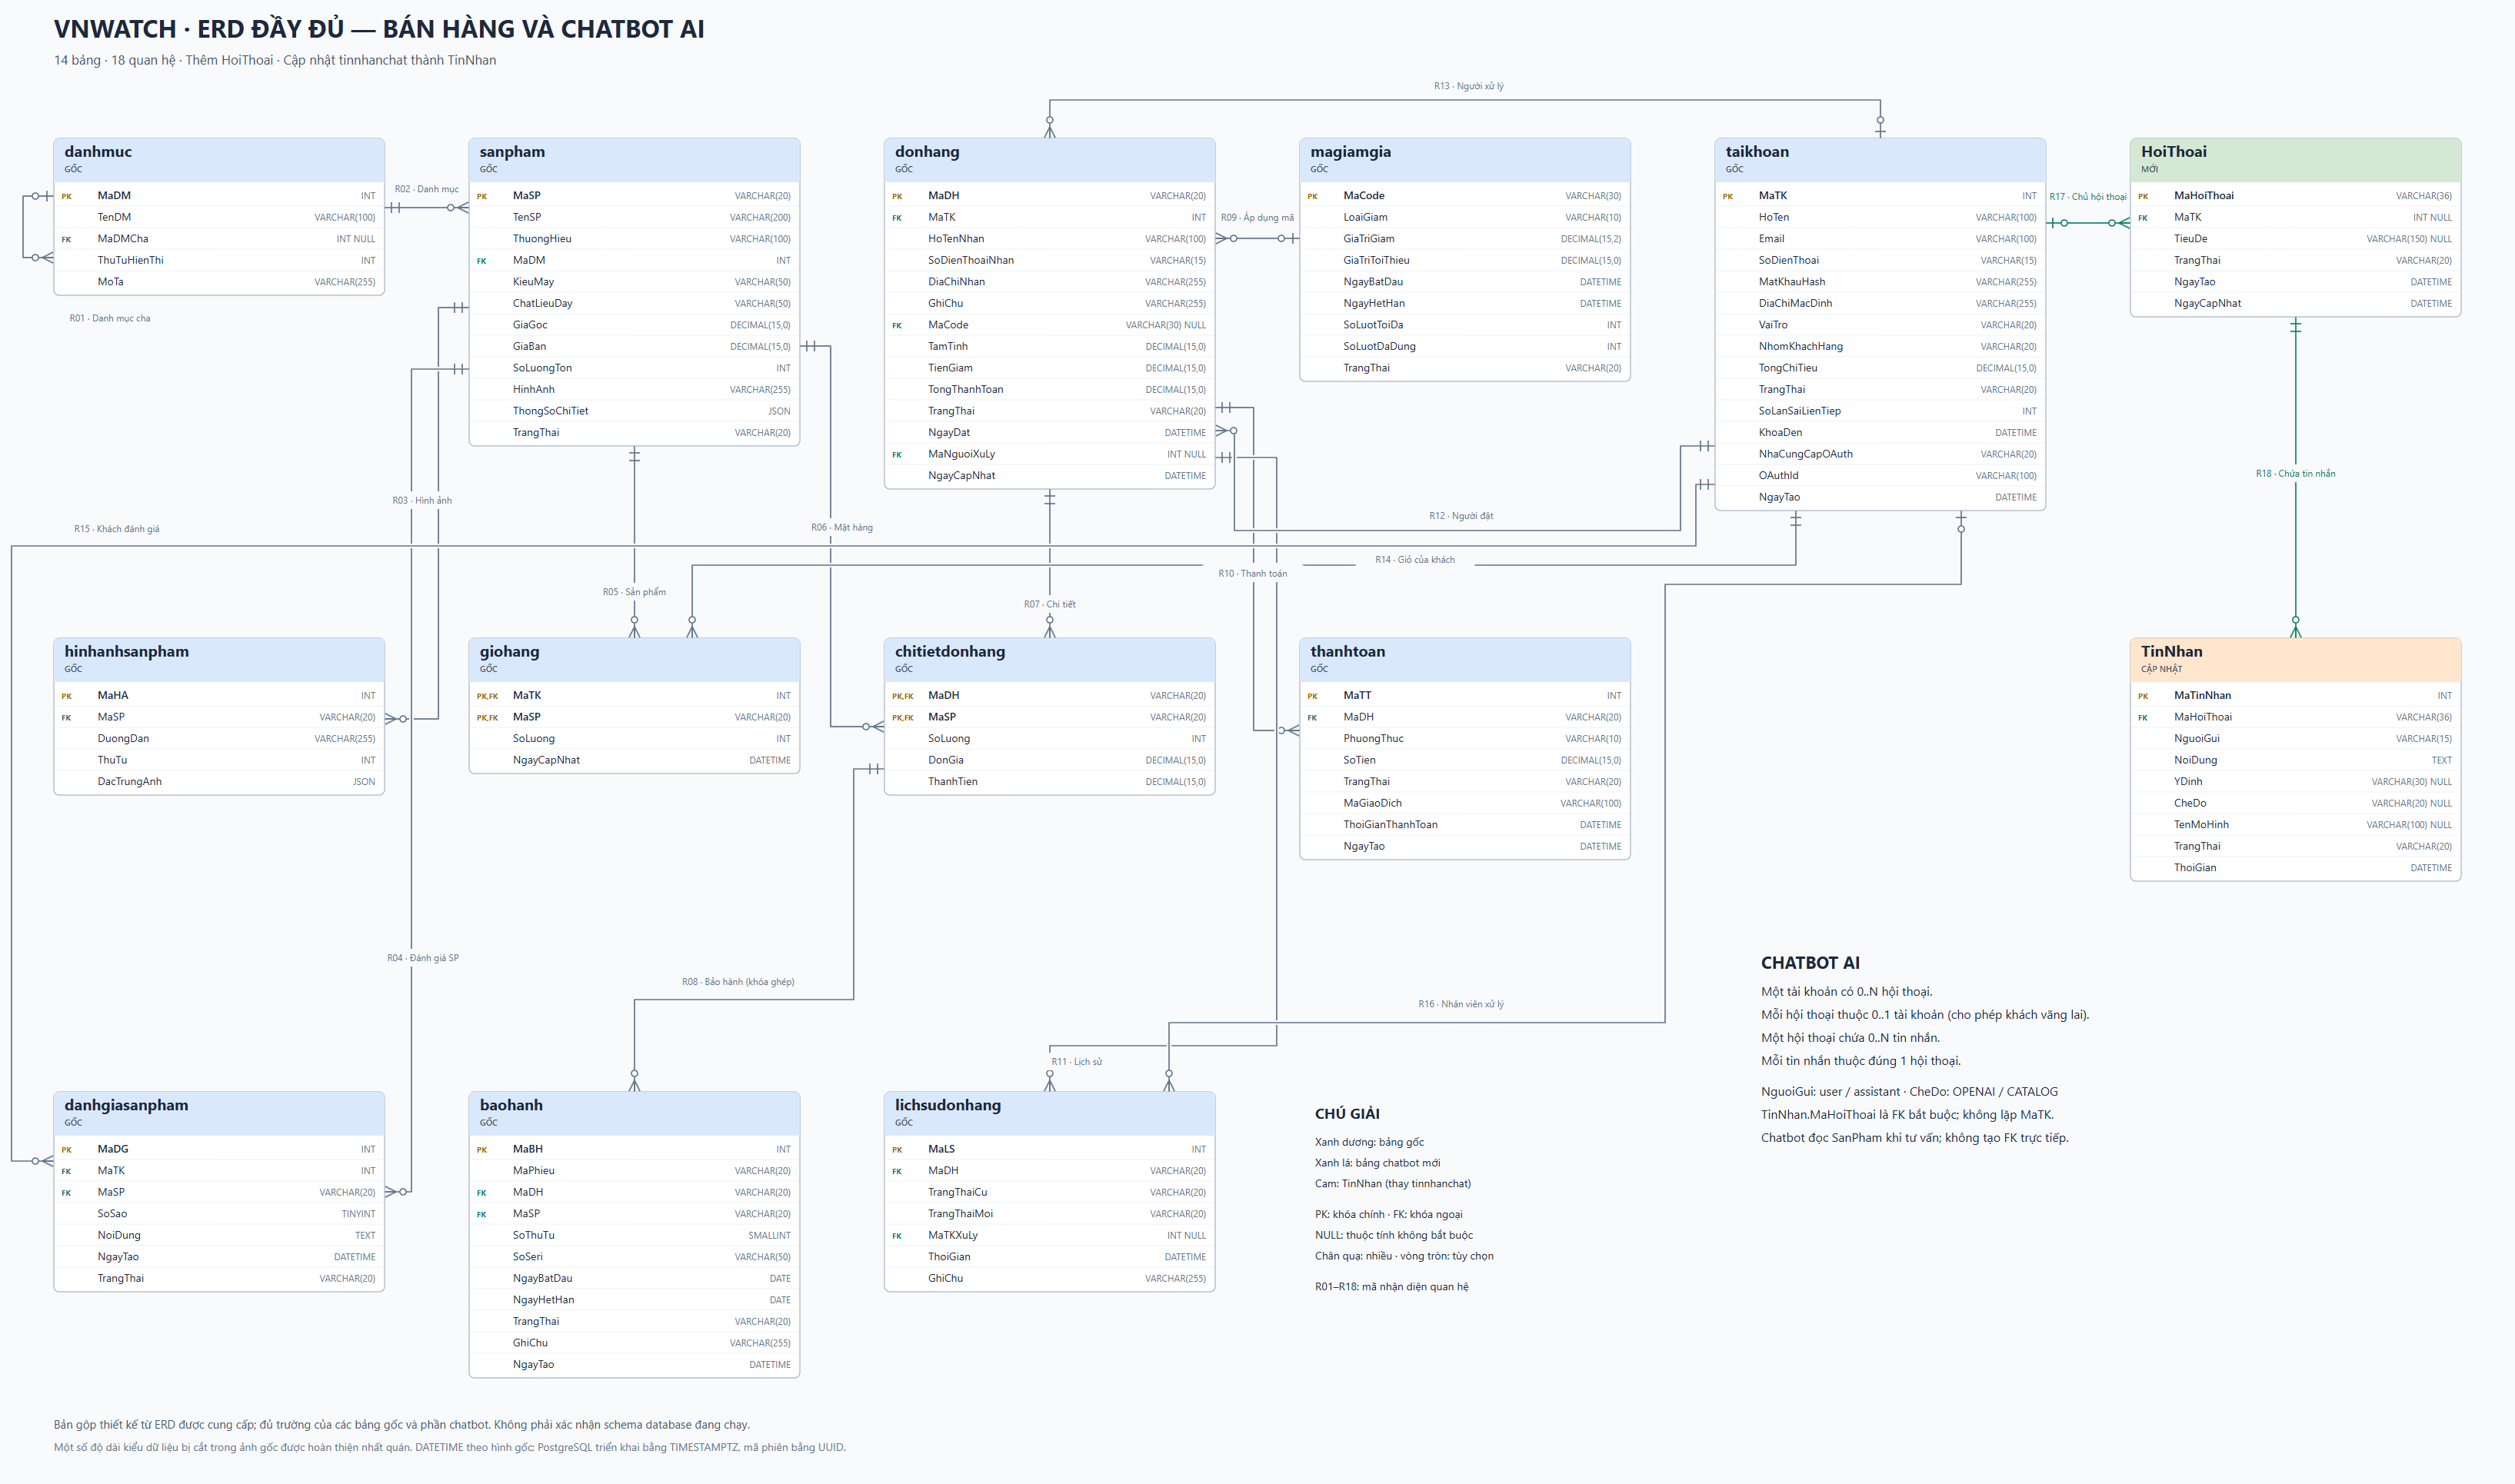 VNWATCH · ERD ĐẦY ĐỦ — BÁN HÀNG VÀ CHATBOT AI
14 bảng · 18 quan hệ · Thêm HoiThoai · Cập nhật tinnhanchat thành TinNhan
R13 · Người xử lý
danhmuc
GỐC
PK MaDM INT
TenDM VARCHAR(100)
FK MaDMCha INT NULL
ThuTuHienThi INT
MoTa VARCHAR(255)
R01 · Danh mục cha
R02 · Danh mục
sanpham
GỐC
PK MaSP VARCHAR(20)
TenSP VARCHAR(200)
ThuongHieu VARCHAR(100)
FK MaDM INT
KieuMay VARCHAR(50)
ChatLieuDay VARCHAR(50)
GiaGoc DECIMAL(15,0)
GiaBan DECIMAL(15,0)
SoLuongTon INT
HinhAnh VARCHAR(255)
ThongSoChiTiet JSON
TrangThai VARCHAR(20)
donhang
GỐC
PK MaDH VARCHAR(20)
FK MaTK INT
HoTenNhan VARCHAR(100)
SoDienThoaiNhan VARCHAR(15)
DiaChiNhan VARCHAR(255)
GhiChu VARCHAR(255)
FK MaCode VARCHAR(30) NULL
TamTinh DECIMAL(15,0)
TienGiam DECIMAL(15,0)
TongThanhToan DECIMAL(15,0)
TrangThai VARCHAR(20)
NgayDat DATETIME
FK MaNguoiXuLy INT NULL
NgayCapNhat DATETIME
R09 · Áp dụng mã
magiamgia
GỐC
PK MaCode VARCHAR(30)
LoaiGiam VARCHAR(10)
GiaTriGiam DECIMAL(15,2)
GiaTriToiThieu DECIMAL(15,0)
NgayBatDau DATETIME
NgayHetHan DATETIME
SoLuotToiDa INT
SoLuotDaDung INT
TrangThai VARCHAR(20)
taikhoan
GỐC
PK MaTK INT
HoTen VARCHAR(100)
Email VARCHAR(100)
SoDienThoai VARCHAR(15)
MatKhauHash VARCHAR(255)
DiaChiMacDinh VARCHAR(255)
VaiTro VARCHAR(20)
NhomKhachHang VARCHAR(20)
TongChiTieu DECIMAL(15,0)
TrangThai VARCHAR(20)
SoLanSaiLienTiep INT
KhoaDen DATETIME
NhaCungCapOAuth VARCHAR(20)
OAuthId VARCHAR(100)
NgayTao DATETIME
R17 · Chủ hội thoại
HoiThoai
MỚI
PK MaHoiThoai VARCHAR(36)
FK MaTK INT NULL
TieuDe VARCHAR(150) NULL
TrangThai VARCHAR(20)
NgayTao DATETIME
NgayCapNhat DATETIME
R18 · Chứa tin nhắn
R03 · Hình ảnh
R15 · Khách đánh giá
R06 · Mặt hàng
R12 · Người đặt
R14 · Giỏ của khách
R10 · Thanh toán
R05 · Sản phẩm
R07 · Chi tiết
hinhanhsanpham
GỐC
PK MaHA INT
FK MaSP VARCHAR(20)
DuongDan VARCHAR(255)
ThuTu INT
DacTrungAnh JSON
giohang
GỐC
PK,FK MaTK INT
PK,FK MaSP VARCHAR(20)
SoLuong INT
NgayCapNhat DATETIME
chitietdonhang
GỐC
PK,FK MaDH VARCHAR(20)
PK,FK MaSP VARCHAR(20)
SoLuong INT
DonGia DECIMAL(15,0)
ThanhTien DECIMAL(15,0)
thanhtoan
GỐC
PK MaTT INT
FK MaDH VARCHAR(20)
PhuongThuc VARCHAR(10)
SoTien DECIMAL(15,0)
TrangThai VARCHAR(20)
MaGiaoDich VARCHAR(100)
ThoiGianThanhToan DATETIME
NgayTao DATETIME
TinNhan
CẬP NHẬT
PK MaTinNhan INT
FK MaHoiThoai VARCHAR(36)
NguoiGui VARCHAR(15)
NoiDung TEXT
YDinh VARCHAR(30) NULL
CheDo VARCHAR(20) NULL
TenMoHinh VARCHAR(100) NULL
TrangThai VARCHAR(20)
ThoiGian DATETIME
R04 · Đánh giá SP
R08 · Bảo hành (khóa ghép)
R16 · Nhân viên xử lý
R11 · Lịch sử
CHATBOT AI
Một tài khoản có 0..N hội thoại.
Mỗi hội thoại thuộc 0..1 tài khoản (cho phép khách vãng lai).
Một hội thoại chứa 0..N tin nhắn.
Mỗi tin nhắn thuộc đúng 1 hội thoại.
NguoiGui: user / assistant · CheDo: OPENAI / CATALOG
TinNhan.MaHoiThoai là FK bắt buộc; không lặp MaTK.
Chatbot đọc SanPham khi tư vấn; không tạo FK trực tiếp.
danhgiasanpham
GỐC
PK MaDG INT
FK MaTK INT
FK MaSP VARCHAR(20)
SoSao TINYINT
NoiDung TEXT
NgayTao DATETIME
TrangThai VARCHAR(20)
baohanh
GỐC
PK MaBH INT
MaPhieu VARCHAR(20)
FK MaDH VARCHAR(20)
FK MaSP VARCHAR(20)
SoThuTu SMALLINT
SoSeri VARCHAR(50)
NgayBatDau DATE
NgayHetHan DATE
TrangThai VARCHAR(20)
GhiChu VARCHAR(255)
NgayTao DATETIME
lichsudonhang
GỐC
PK MaLS INT
FK MaDH VARCHAR(20)
TrangThaiCu VARCHAR(20)
TrangThaiMoi VARCHAR(20)
FK MaTKXuLy INT NULL
ThoiGian DATETIME
GhiChu VARCHAR(255)
CHÚ GIẢI
Xanh dương: bảng gốc
Xanh lá: bảng chatbot mới
Cam: TinNhan (thay tinnhanchat)
PK: khóa chính · FK: khóa ngoại
NULL: thuộc tính không bắt buộc
Chân quạ: nhiều · vòng tròn: tùy chọn
R01–R18: mã nhận diện quan hệ
Bản gộp thiết kế từ ERD được cung cấp; đủ trường của các bảng gốc và phần chatbot. Không phải xác nhận schema database đang chạy.
Một số độ dài kiểu dữ liệu bị cắt trong ảnh gốc được hoàn thiện nhất quán. DATETIME theo hình gốc; PostgreSQL triển khai bằng TIMESTAMPTZ, mã phiên bằng UUID.